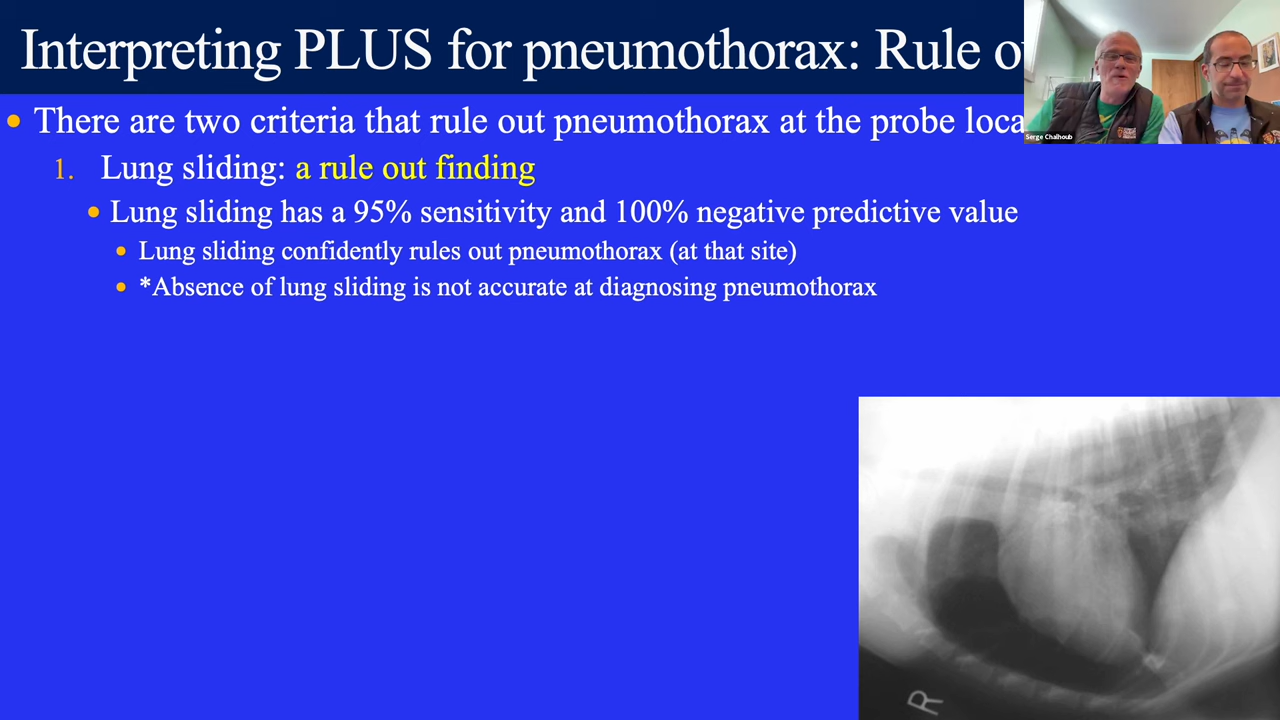 Interpreting PLUS for pneumothorax: Rule
• There are two criteria that rule out pneumothorax at the probe
1. Lung sliding: a rule out finding
• Lung sliding has a 95% sensitivity and 100% negative predictive value
• Lung sliding confidently rules out pneumothorax (at that site)
• *Absence of lung sliding is not accurate at diagnosing pneumothorax
Serge Chalhoub
R